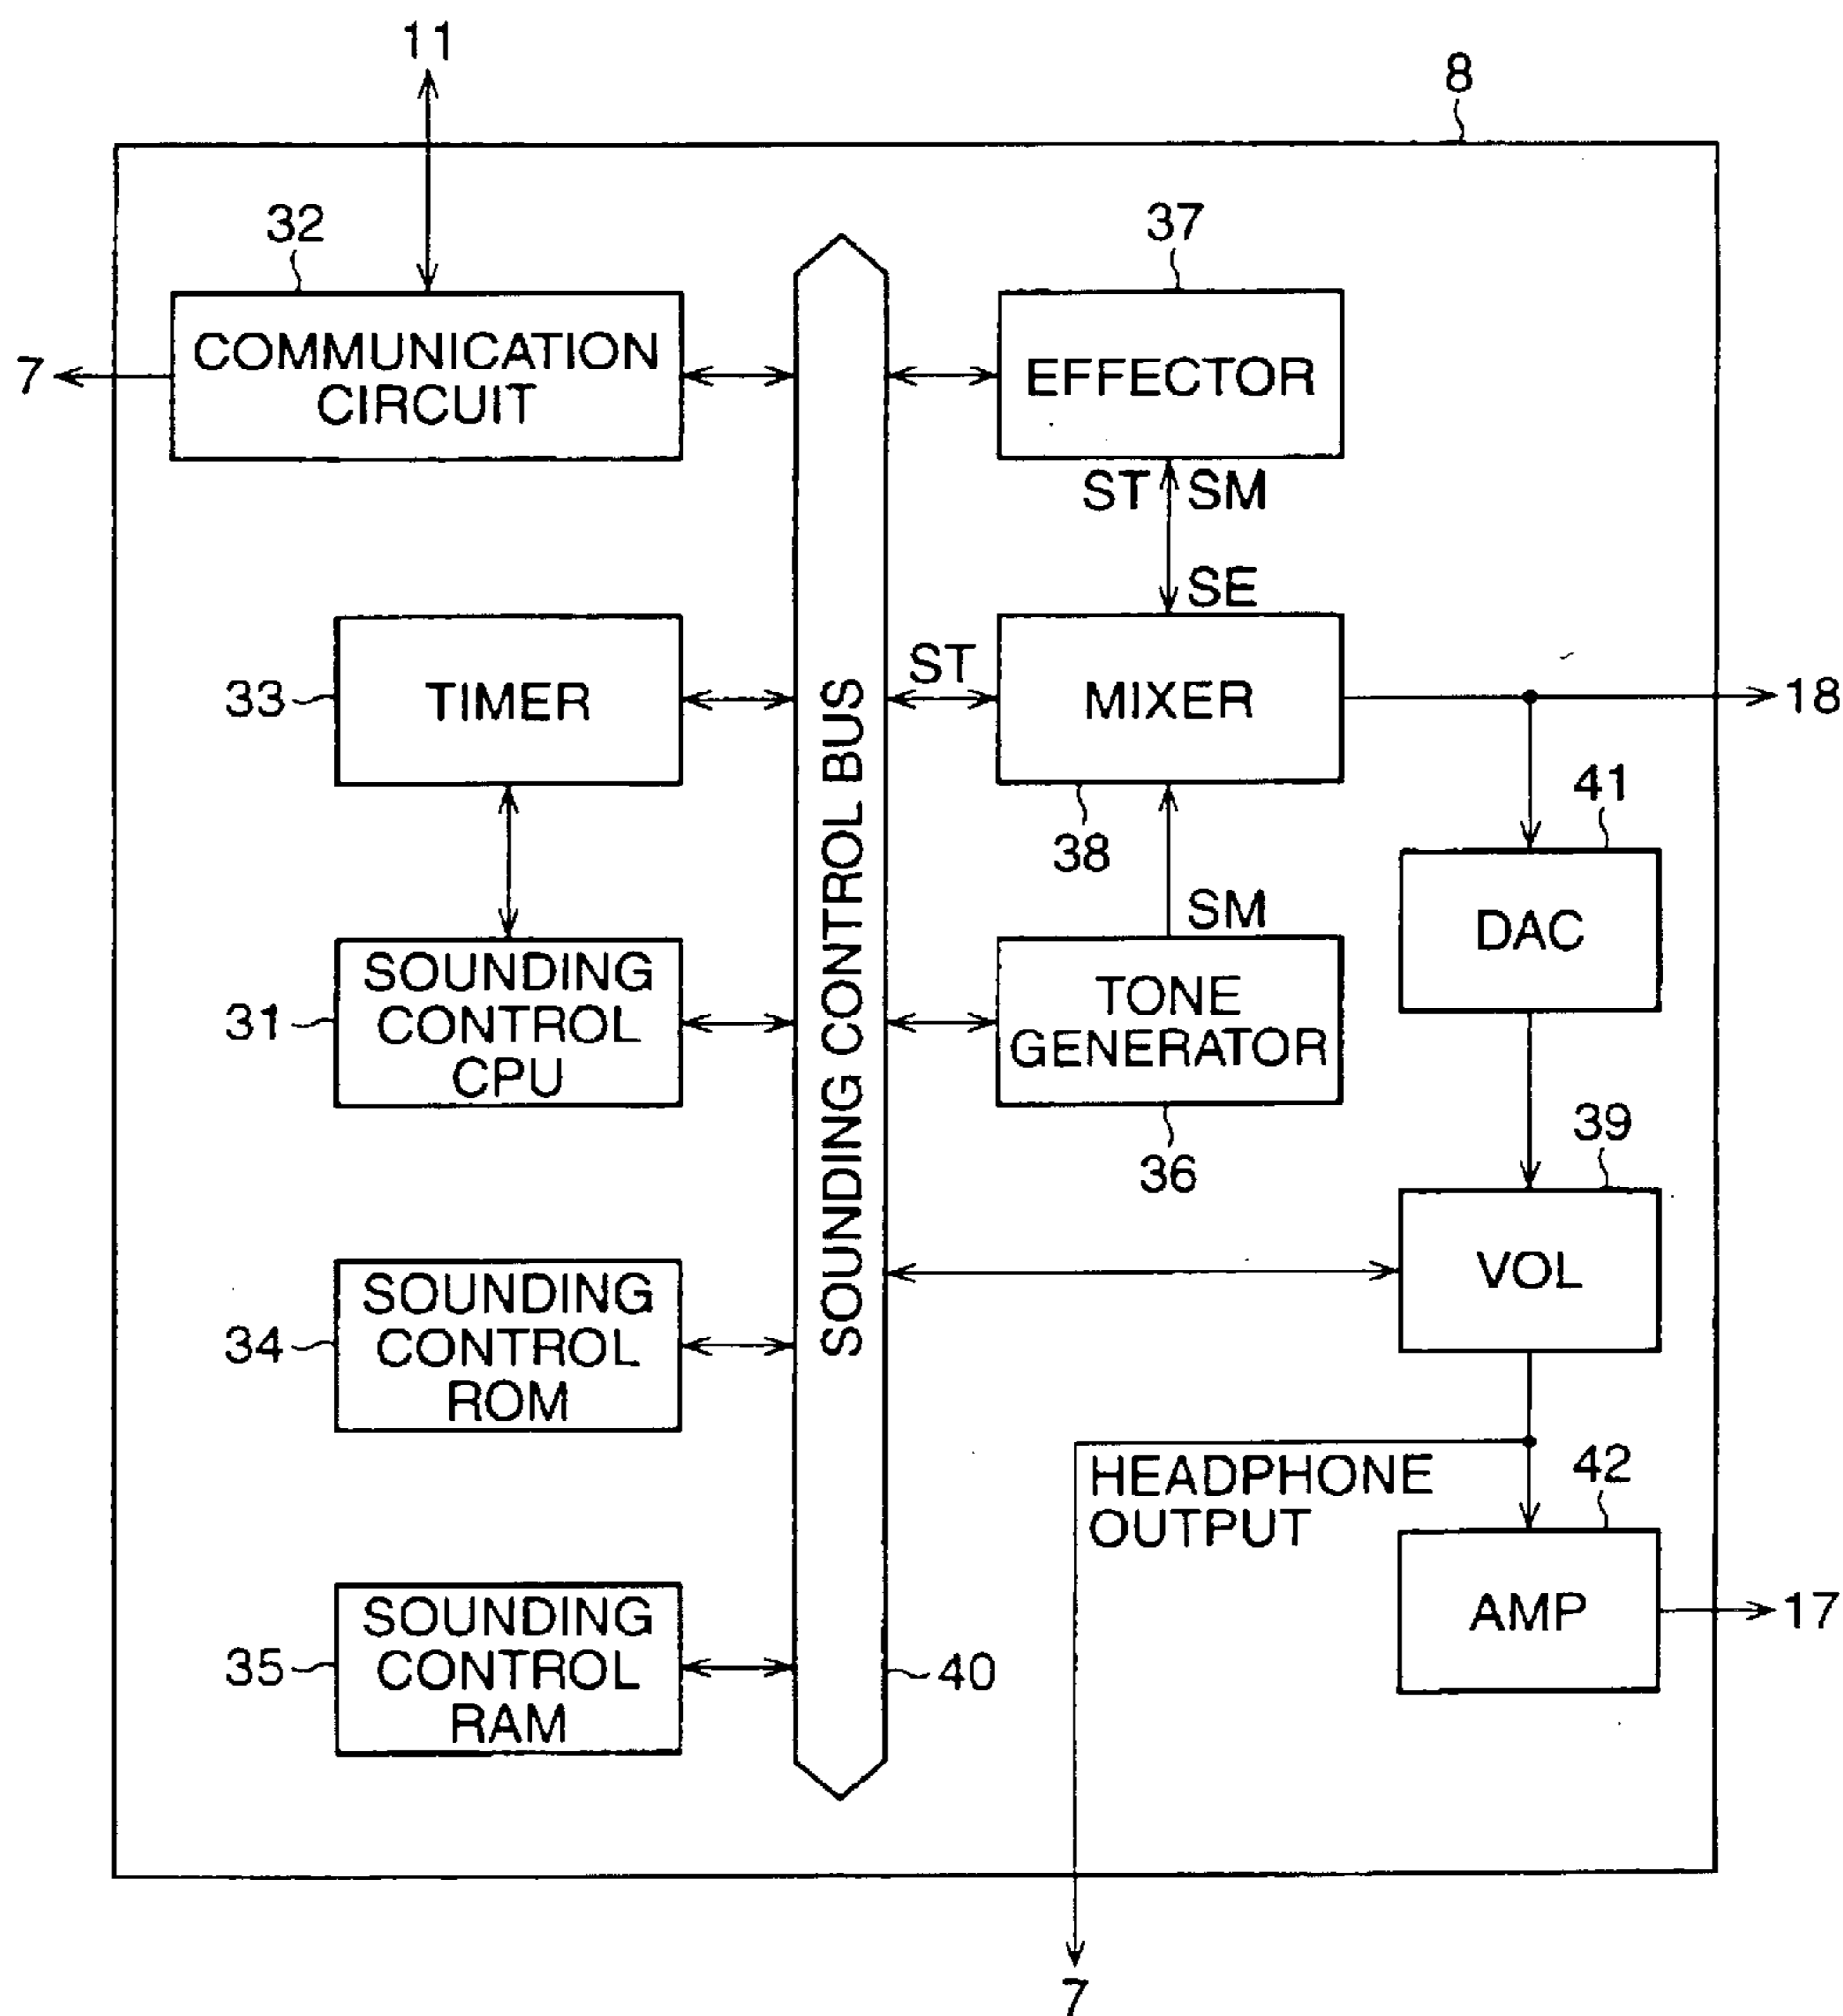 11
8
32
37
COMMUNICATION
CIRCUIT
7
EFFECTOR
ST SM
SE
33
TIMER
ST
MIXER
18
38
41
SM
DAC
31
SOUNDING
CONTROL
CPU
TONE
GENERATOR
36
39
SOUNDING CONTROL BUS
VOL
34
SOUNDING
CONTROL
ROM
HEADPHONE
OUTPUT
42
AMP
17
35
SOUNDING
CONTROL
RAM
40
7